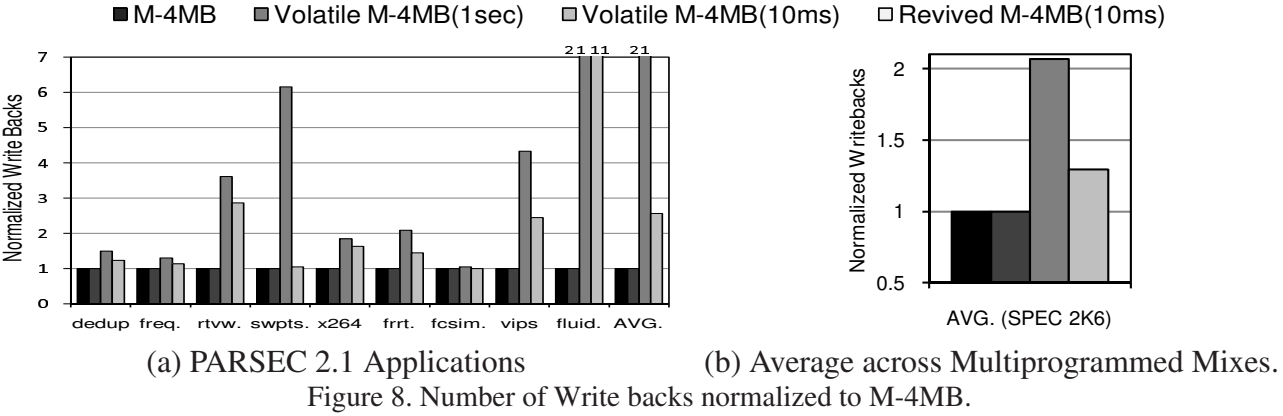 M-4MB Volatile M-4MB(1sec) Volatile M-4MB(10ms) Revived M-4MB(10ms)
21 11 21
7
6
5
4
3
2
1
0
Normalized Write Backs
dedup freq. rtvw. swpts. x264 frrt. fcsim. vips fluid. AVG.
2
1.5
1
0.5
Normalized Writebacks
AVG. (SPEC 2K6)
(a) PARSEC 2.1 Applications
(b) Average across Multiprogrammed Mixes.
Figure 8. Number of Write backs normalized to M-4MB.